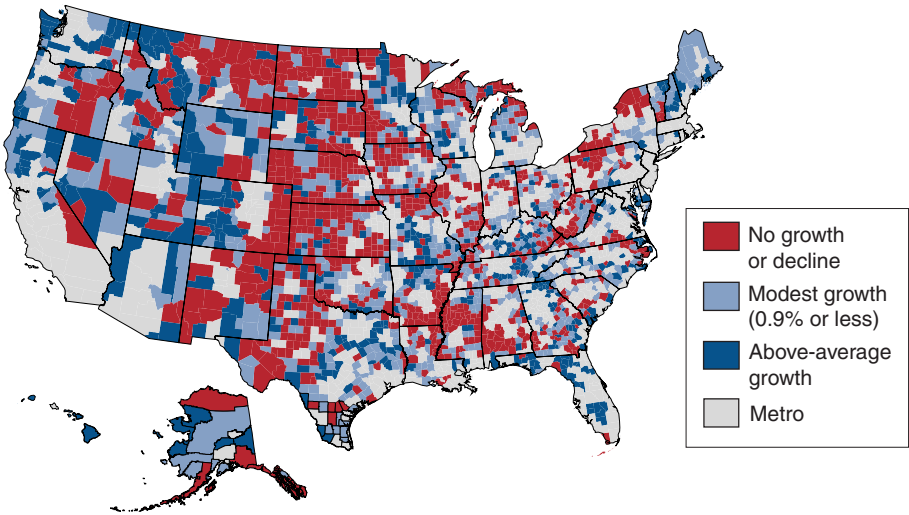 No growth
or decline
Modest growth
(0.9% or less)
Above-average
growth
Metro